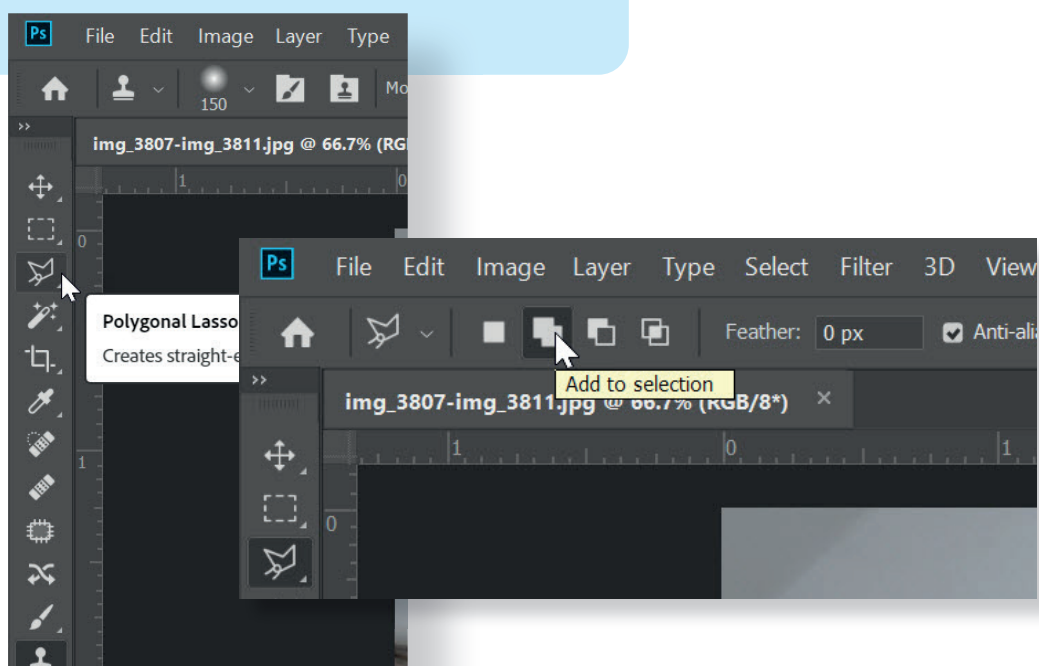 Ps File Edit Image Layer Type
150
Mo
img_3807-img_3811.jpg @ 66.7% (RG
1 0
0
Polygonal Lasso
Creates straight-e
1
Ps File Edit Image Layer Type Select Filter 3D View
Feather: 0 px Anti-ali
Add to selection
img_3807-img_3811.jpg @ 66.7% (RGB/8*) ×
1 0 1
0